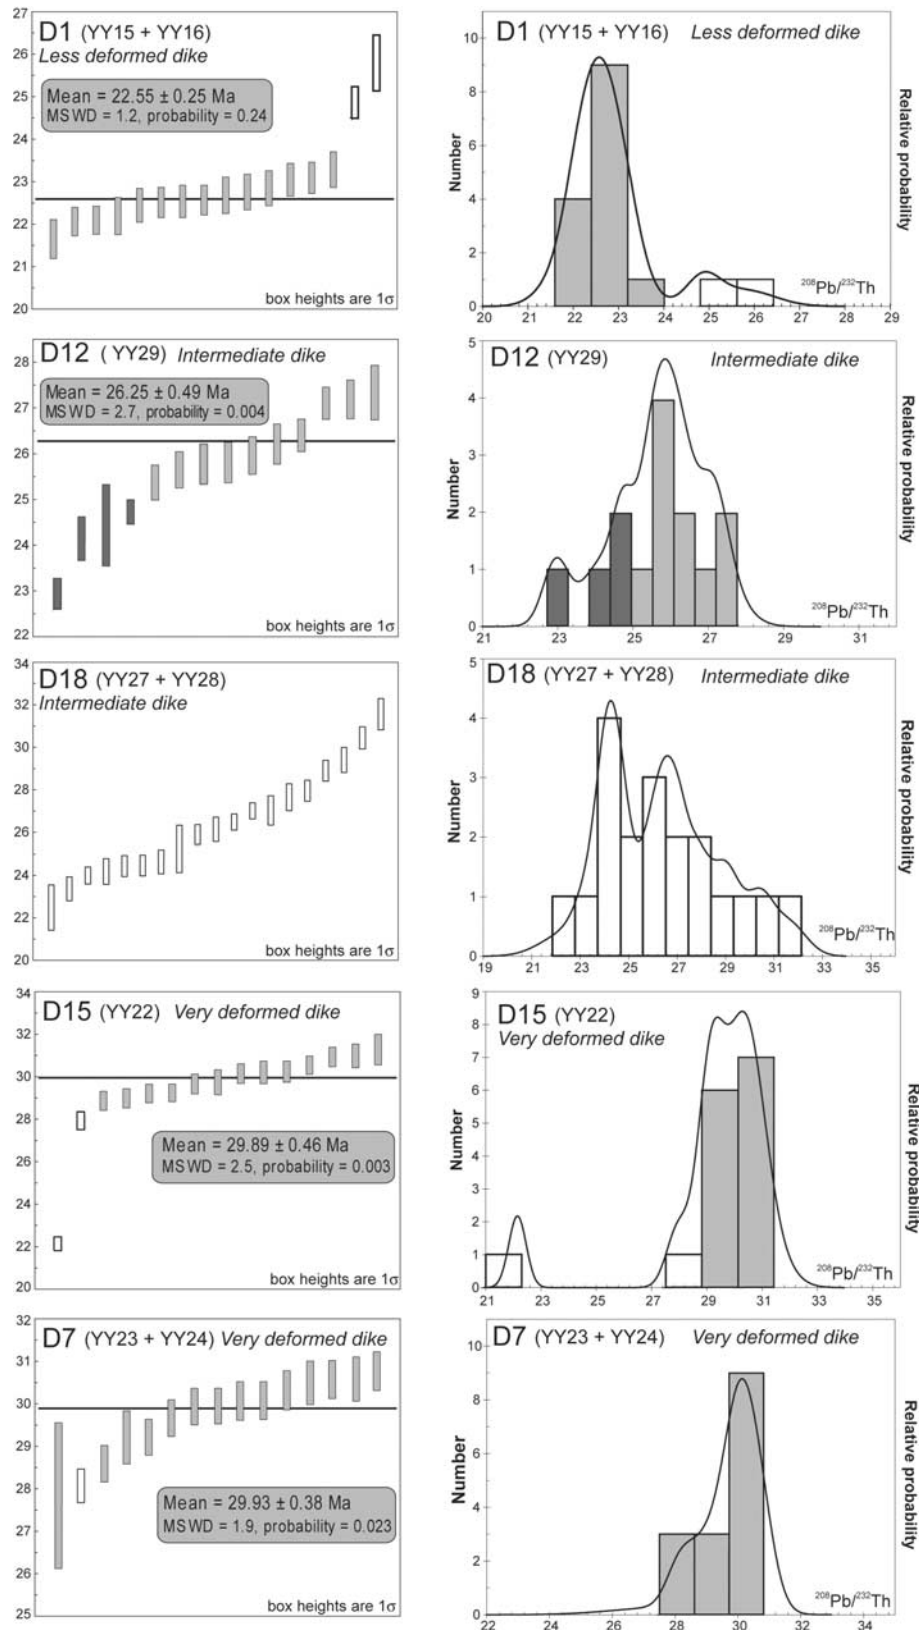 D1 (YY15 + YY16)
Less deformed dike
Mean = 22.55 ± 0.25 Ma
MSWD = 1.2, probability = 0.24
box heights are 1σ
27
26
25
24
23
22
21
20
D1 (YY15 + YY16) Less deformed dike
Number
Relative probability
208Pb/232Th
10
8
6
4
2
0
20 21 22 23 24 25 26 27 28 29
D12 ( YY29) Intermediate dike
Mean = 26.25 ± 0.49 Ma
MSWD = 2.7, probability = 0.004
box heights are 1σ
28
27
26
25
24
23
22
D12 (YY29) Intermediate dike
Number
Relative probability
208Pb/232Th
5
4
3
2
1
0
21 23 25 27 29 31
D18 (YY27 + YY28)
Intermediate dike
box heights are 1σ
34
32
30
28
26
24
22
20
D18 (YY27 + YY28) Intermediate dike
Number
Relative probability
208Pb/232Th
5
4
3
2
1
0
19 21 23 25 27 29 31 33 35
D15 (YY22) Very deformed dike
Mean = 29.89 ± 0.46 Ma
MSWD = 2.5, probability = 0.003
box heights are 1σ
34
32
30
28
26
24
22
20
D15 (YY22)
Very deformed dike
Number
Relative probability
208Pb/232Th
9
8
7
6
5
4
3
2
1
0
21 23 25 27 29 31 33 35
D7 (YY23 + YY24) Very deformed dike
Mean = 29.93 ± 0.38 Ma
MSWD = 1.9, probability = 0.023
box heights are 1σ
32
31
30
29
28
27
26
25
D7 (YY23 + YY24) Very deformed dike
Number
Relative probability
208Pb/232Th
10
8
6
4
2
0
22 24 26 28 30 32 34